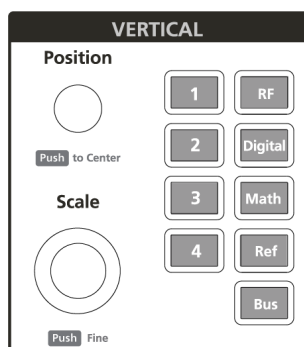 VERTICAL
Position
Push to Center
Scale
Push Fine
1 RF
2 Digital
3 Math
4 Ref
Bus